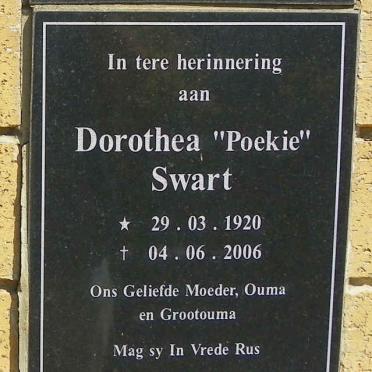 In tere herinnering
aan
Dorothea "Poekie"
Swart
★ 29 . 03 . 1920
† 04 . 06 . 2006
Ons Geliefde Moeder, Ouma
en Grootouma
Mag sy In Vrede Rus